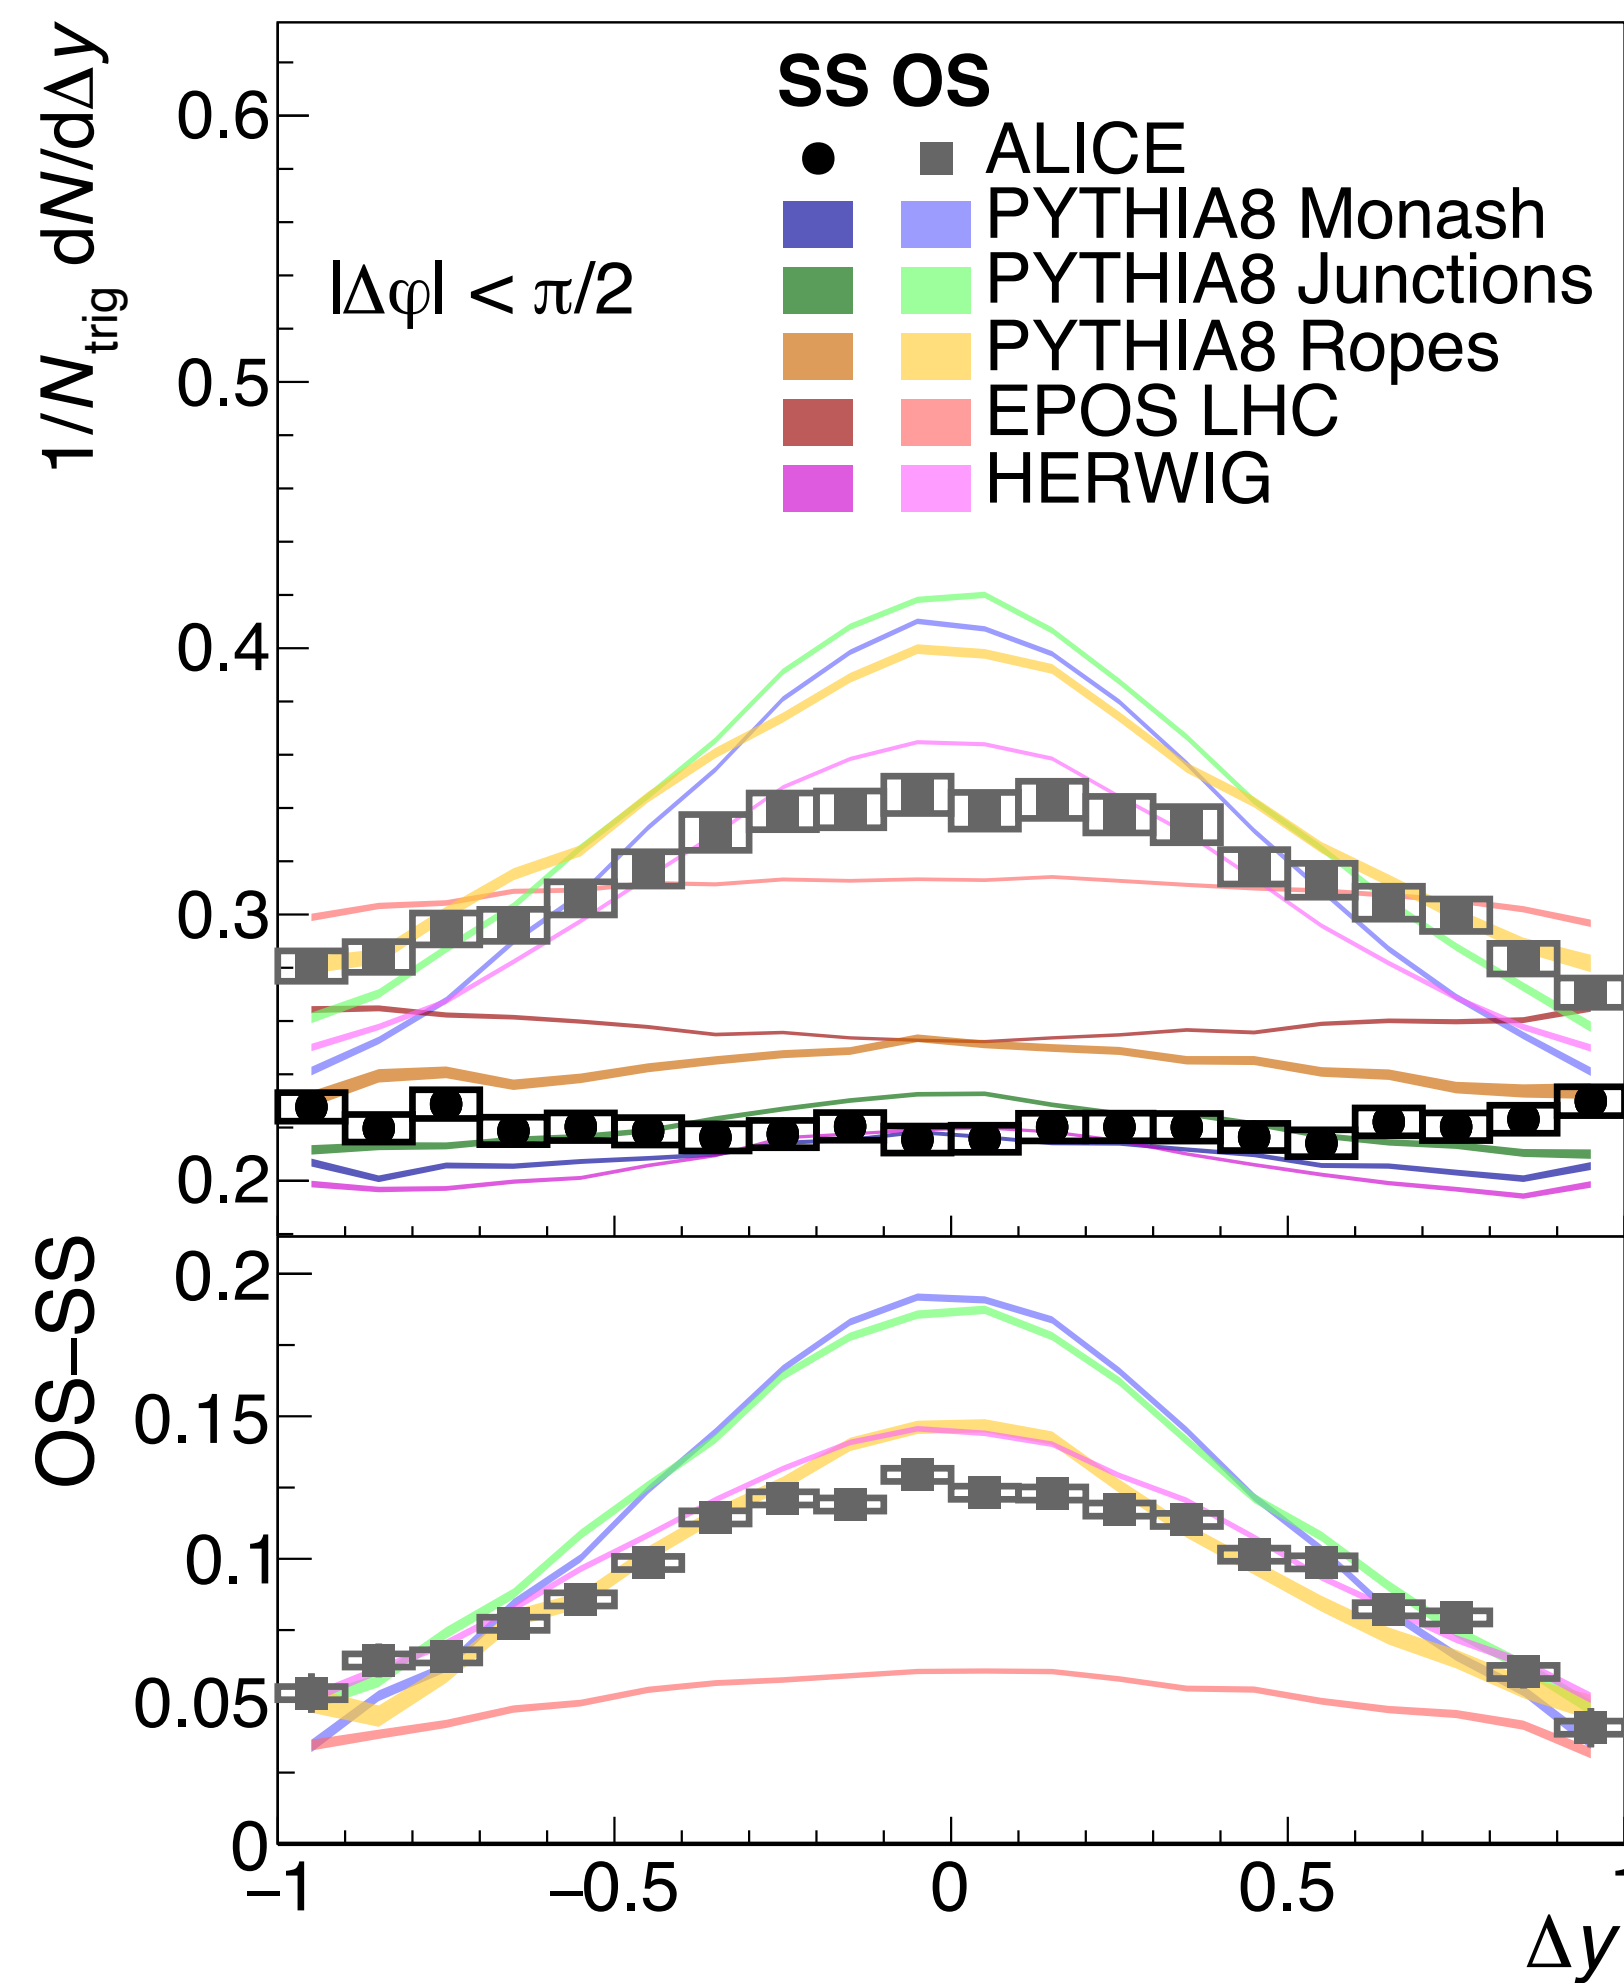 1/Ntrig dN/dΔy
0.6
0.5
0.4
0.3
0.2
|Δφ| < π/2
SS OS
ALICE
PYTHIA8 Monash
PYTHIA8 Junctions
PYTHIA8 Ropes
EPOS LHC
HERWIG
OS−SS
0.2
0.15
0.1
0.05
0
−1 −0.5 0 0.5 1
Δy